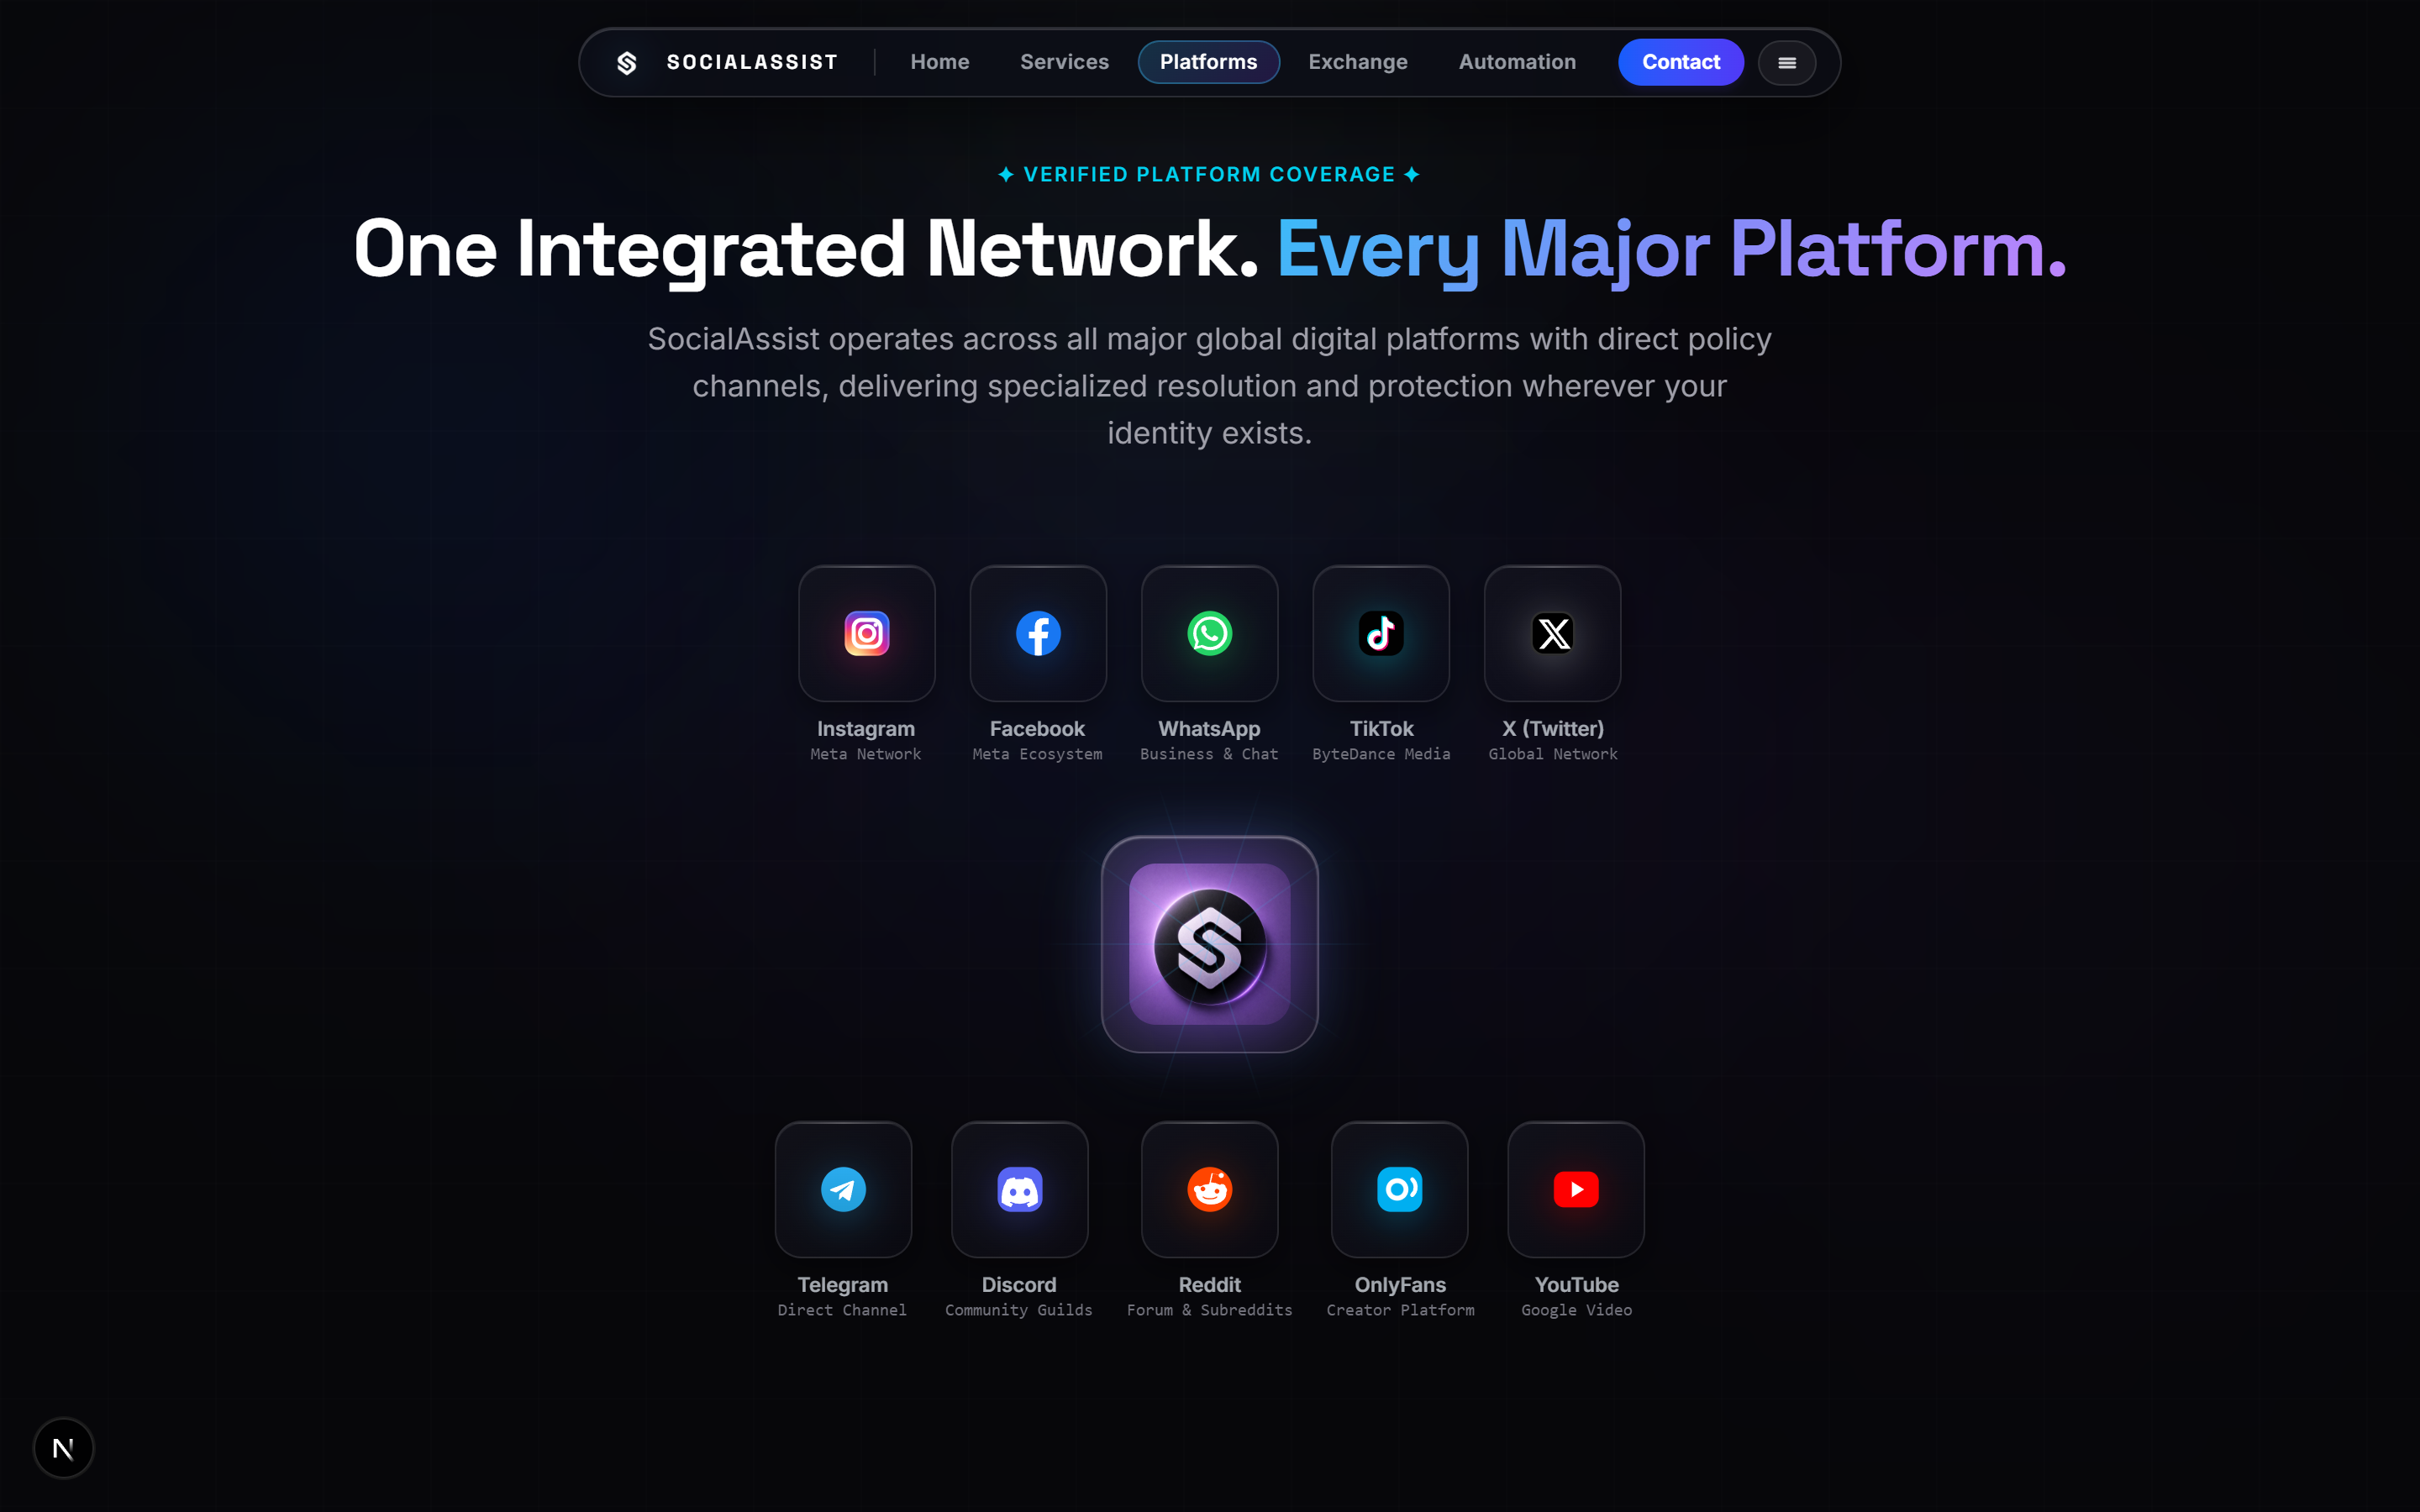 SOCIALASSIST Home Services Platforms Exchange Automation Contact
✦ VERIFIED PLATFORM COVERAGE ✦
One Integrated Network. Every Major Platform.
SocialAssist operates across all major global digital platforms with direct policy
channels, delivering specialized resolution and protection wherever your
identity exists.
Instagram Facebook WhatsApp TikTok X (Twitter)
Meta Network Meta Ecosystem Business & Chat ByteDance Media Global Network
Telegram Discord Reddit OnlyFans YouTube
Direct Channel Community Guilds Forum & Subreddits Creator Platform Google Video
N